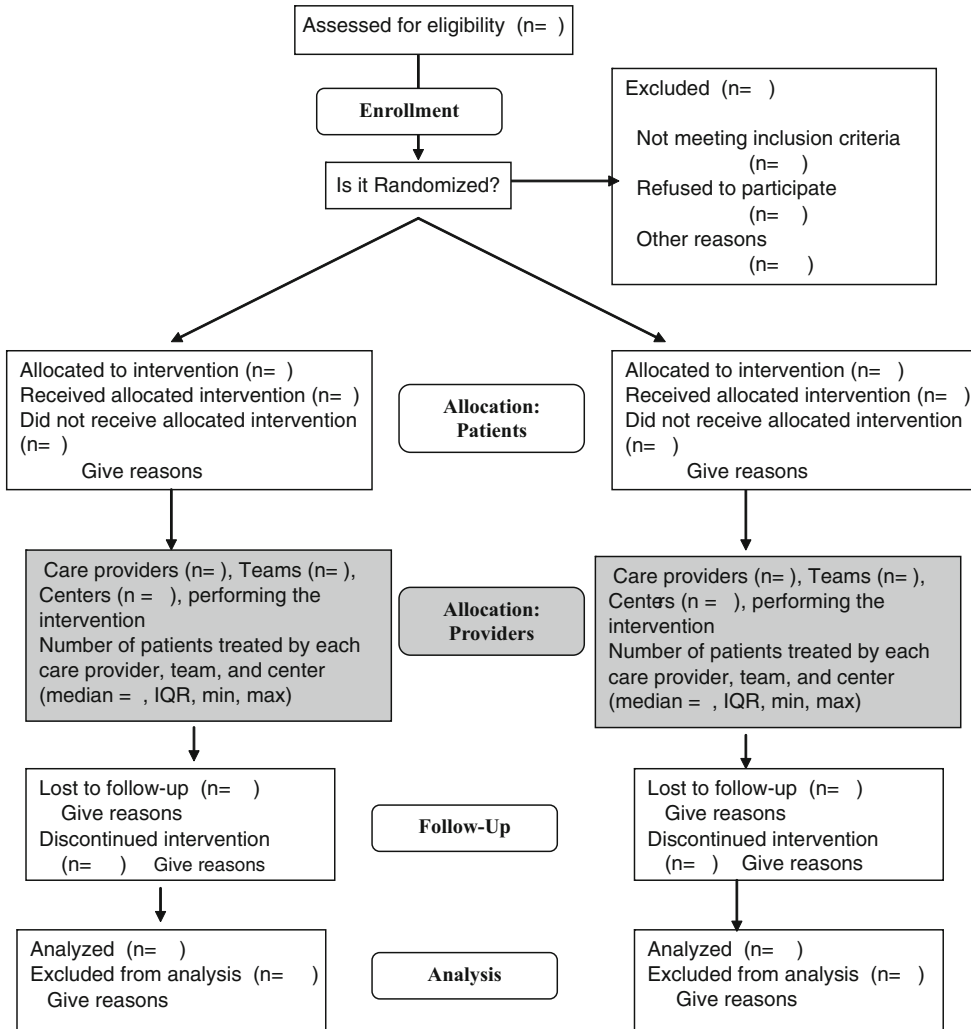 Assessed for eligibility (n= )
Enrollment
Is it Randomized?
Excluded (n= )
Not meeting inclusion criteria
(n= )
Refused to participate
(n= )
Other reasons
(n= )
Allocated to intervention (n= )
Received allocated intervention (n= )
Did not receive allocated intervention
(n= )
Give reasons
Allocation:
Patients
Allocated to intervention (n= )
Received allocated intervention (n= )
Did not receive allocated intervention
(n= )
Give reasons
Care providers (n= ), Teams (n= ),
Centers (n = ), performing the
intervention
Number of patients treated by each
care provider, team, and center
(median = , IQR, min, max)
Allocation:
Providers
Care providers (n= ), Teams (n= ),
Centers (n = ), performing the
intervention
Number of patients treated by each
care provider, team, and center
(median = , IQR, min, max)
Lost to follow-up (n= )
Give reasons
Discontinued intervention
(n= ) Give reasons
Follow-Up
Lost to follow-up (n= )
Give reasons
Discontinued intervention
(n= ) Give reasons
Analyzed (n= )
Excluded from analysis (n= )
Give reasons
Analysis
Analyzed (n= )
Excluded from analysis (n= )
Give reasons